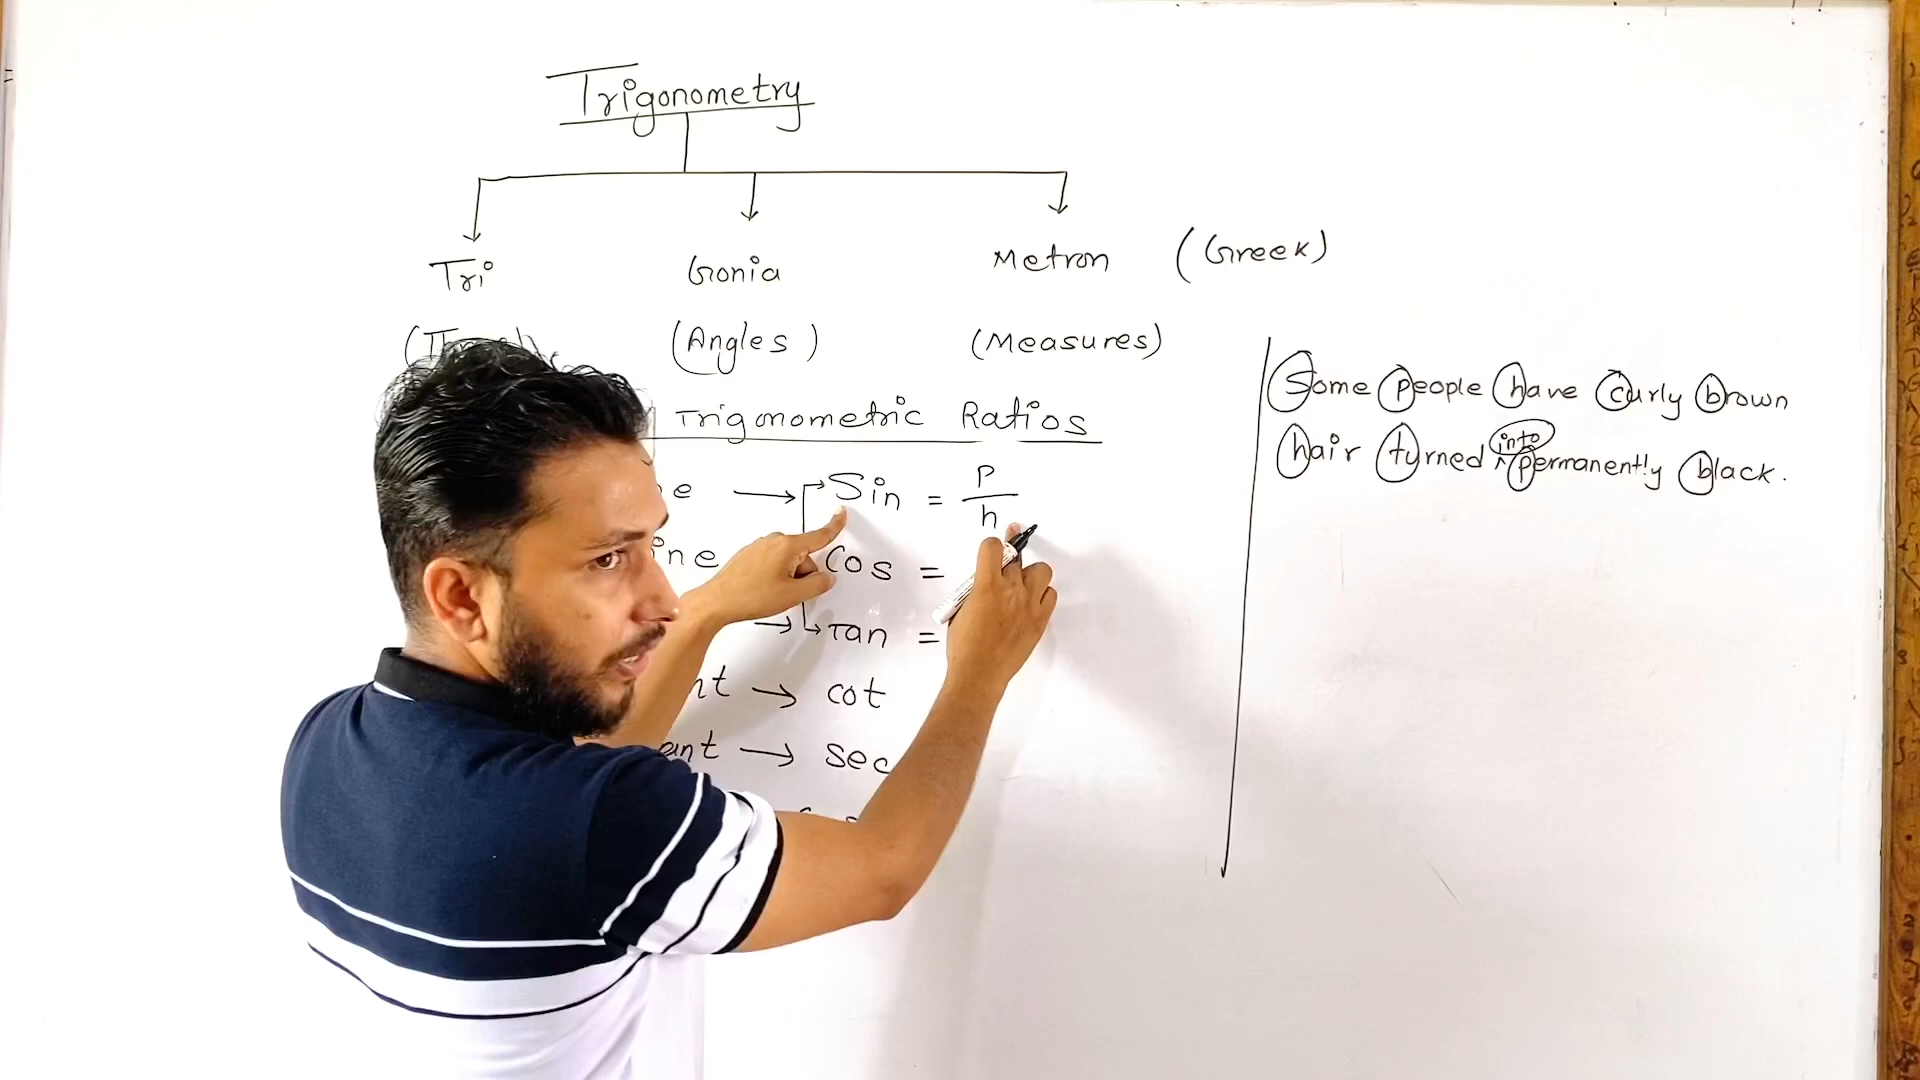 Trigonometry
Tri Gonia Metron (Greek)
(Angles) (Measures)
Trigonometric Ratios
Sin = P/h
Cos =
Tan =
→ cot
→ sec
Some people have curly brown
hair turned into permanently black.